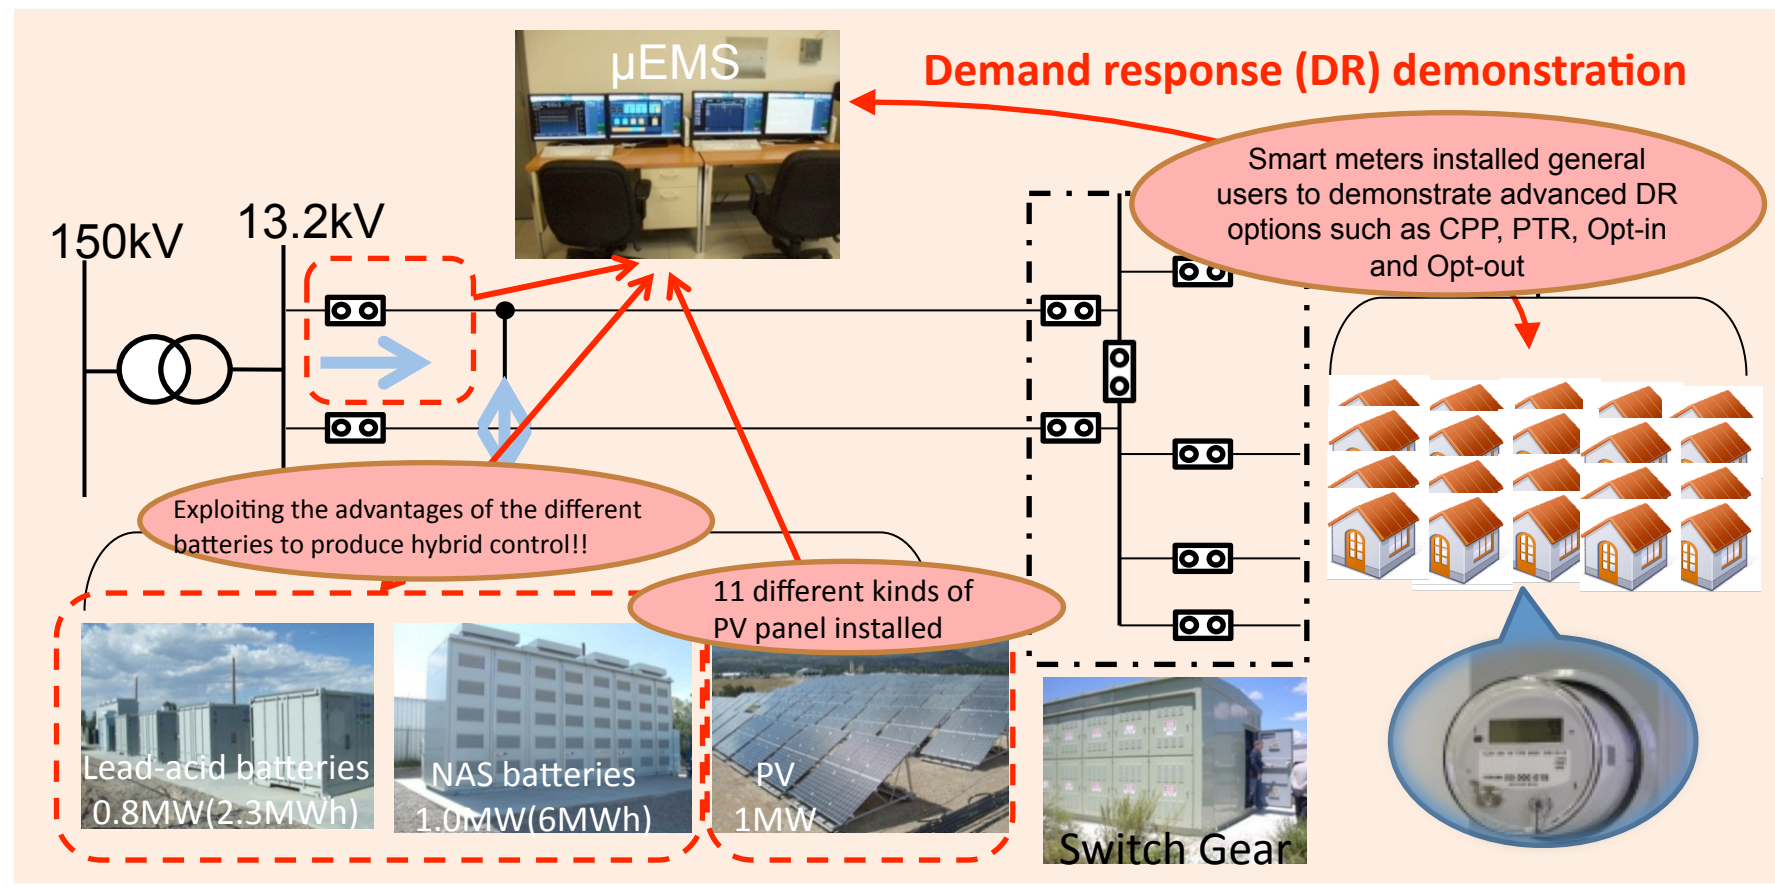 µEMS
Demand response (DR) demonstration
Smart meters installed general
users to demonstrate advanced DR
options such as CPP, PTR, Opt-in
and Opt-out
150kV
13.2kV
Exploiting the advantages of the different
batteries to produce hybrid control!!
11 different kinds of
PV panel installed
Lead-acid batteries
0.8MW(2.3MWh)
NAS batteries
1.0MW(6MWh)
PV
1MW
Switch Gear